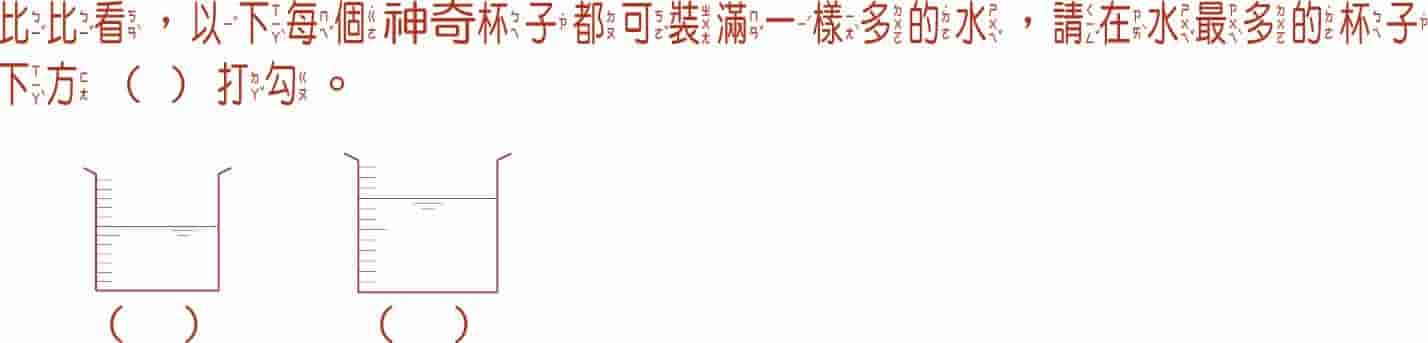 比比看，以下每個神奇杯子都可裝滿一樣多的水，請在水最多的杯子
下方（ ）打勾。
（ ） （ ）